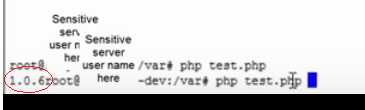 Sensitive
serv
user n
her
Sensitive
server
user name
here
root@ /var# php test.php
1.0.6root@ -dev:/var# php test.php